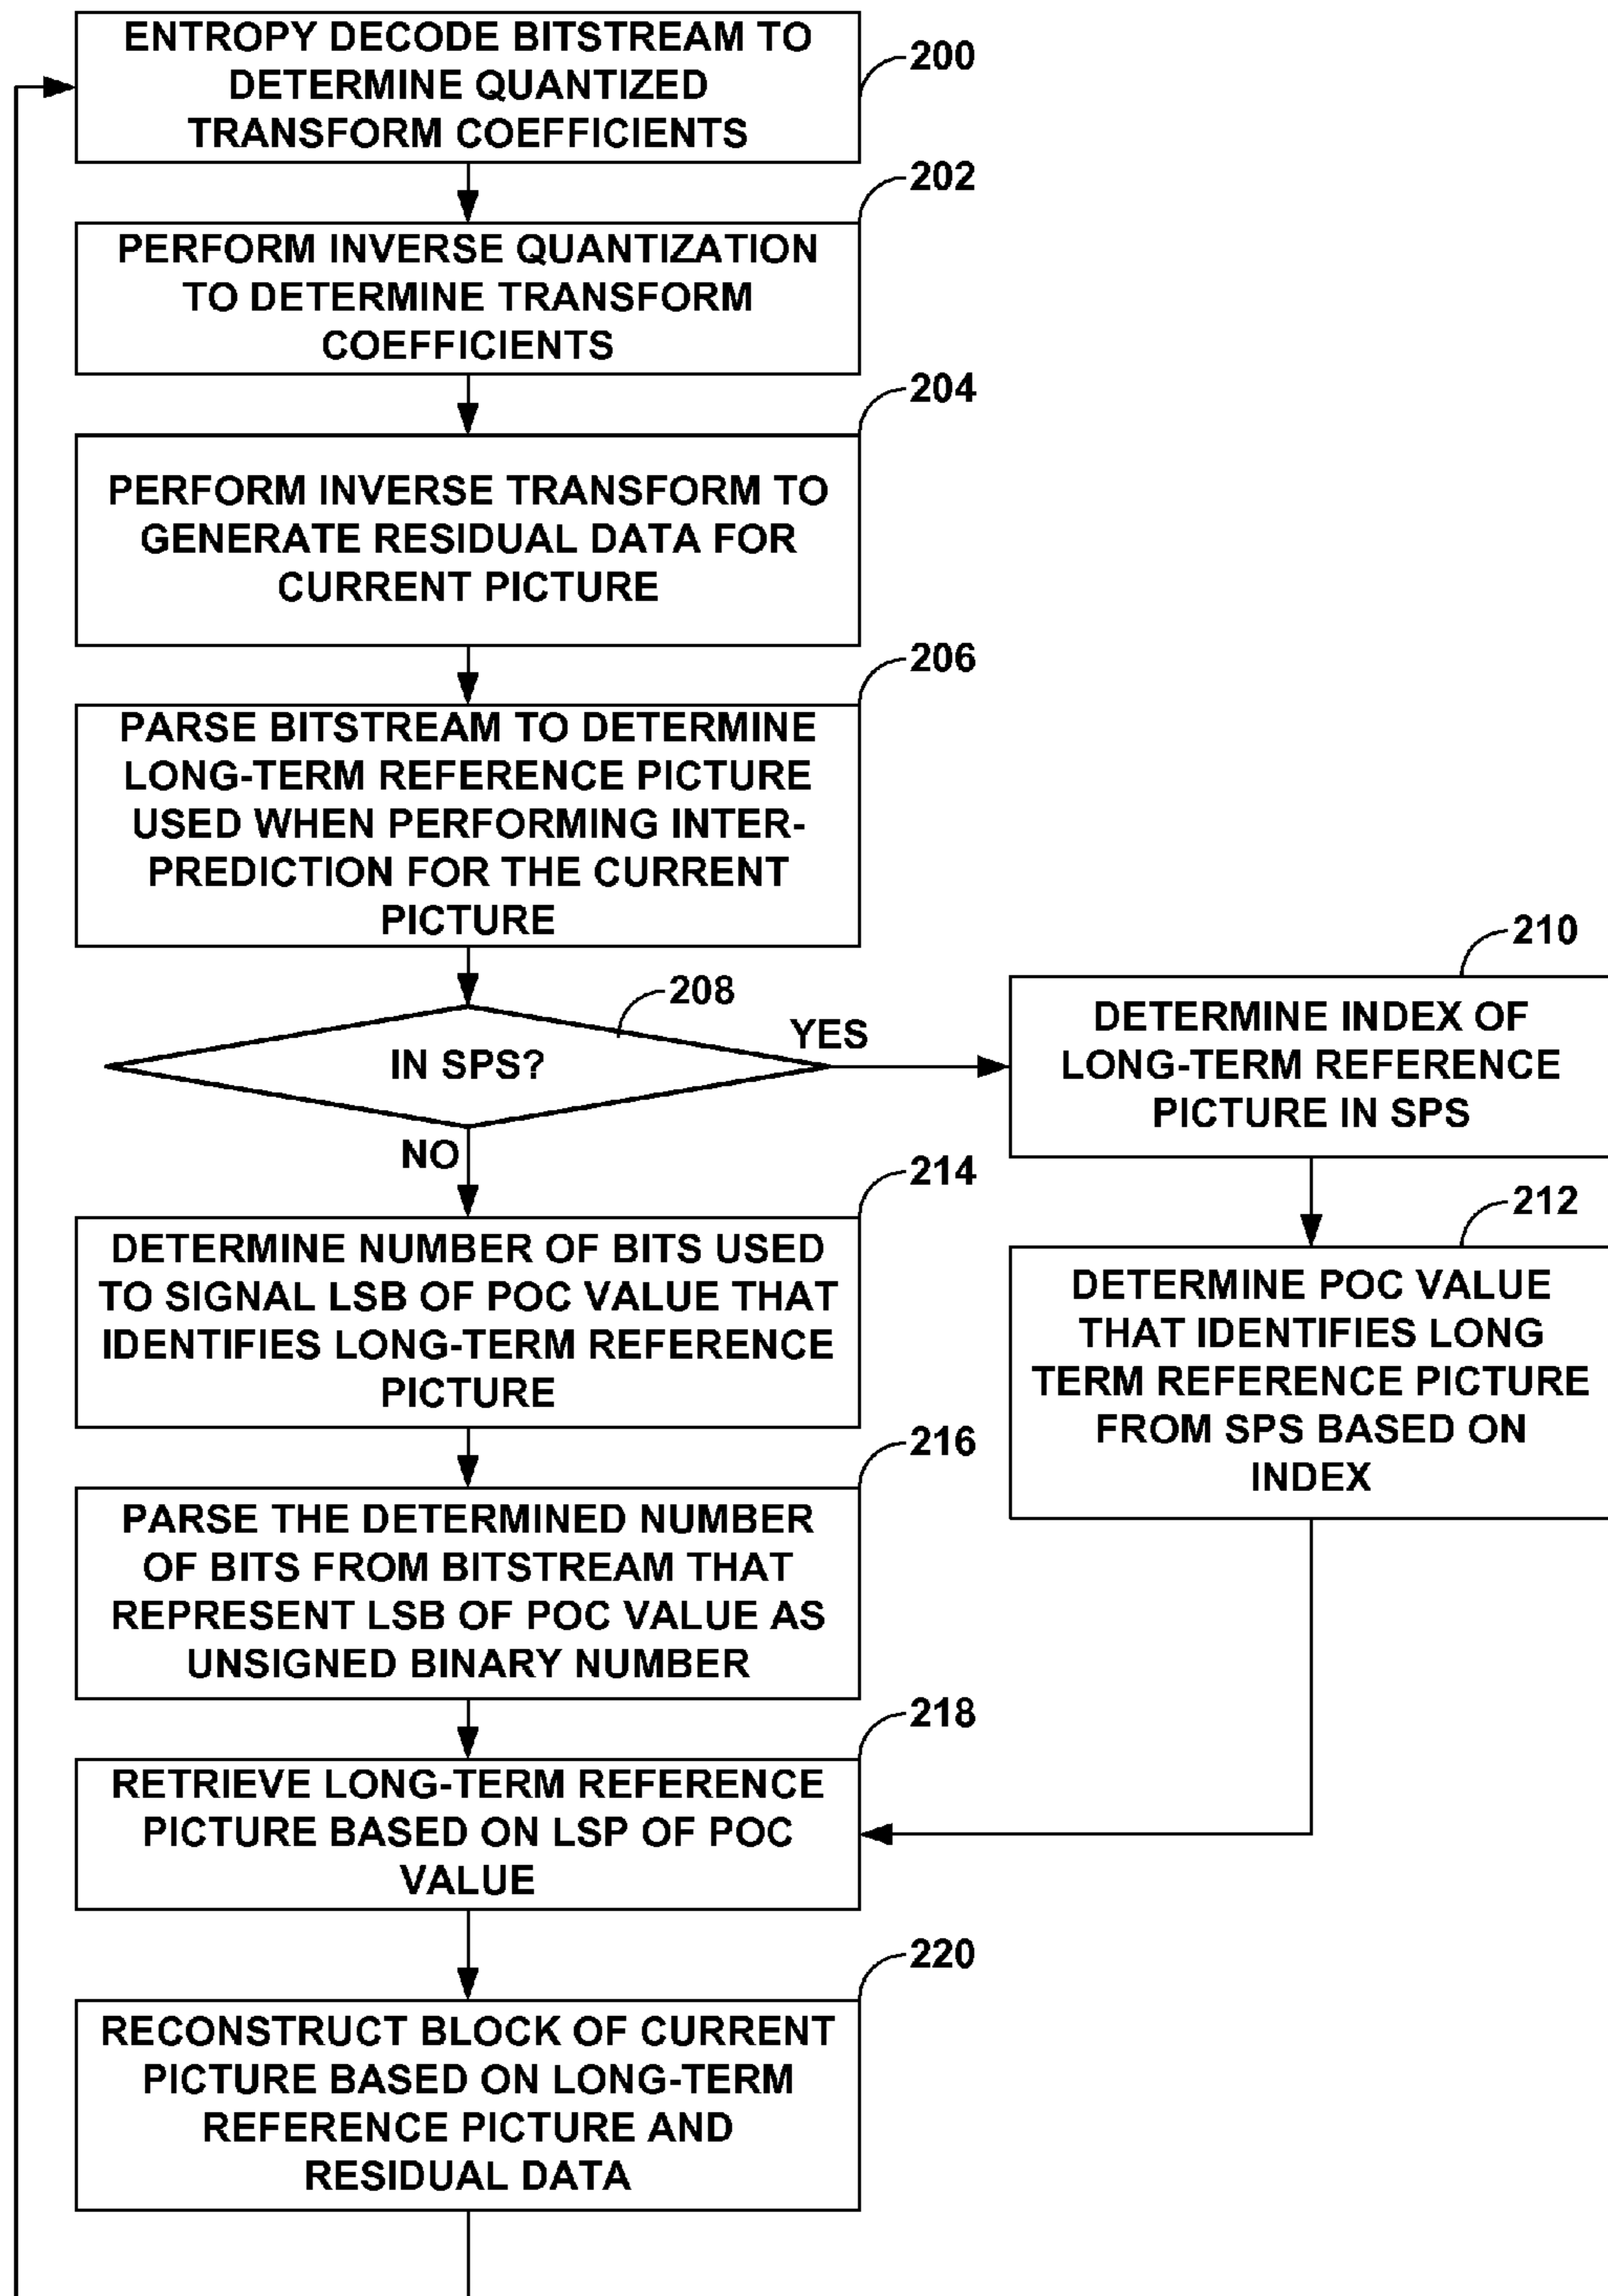 ENTROPY DECODE BITSTREAM TO
DETERMINE QUANTIZED
TRANSFORM COEFFICIENTS
200
202
PERFORM INVERSE QUANTIZATION
TO DETERMINE TRANSFORM
COEFFICIENTS
204
PERFORM INVERSE TRANSFORM TO
GENERATE RESIDUAL DATA FOR
CURRENT PICTURE
206
PARSE BITSTREAM TO DETERMINE
LONG-TERM REFERENCE PICTURE
USED WHEN PERFORMING INTER-
PREDICTION FOR THE CURRENT
PICTURE
208
IN SPS?
YES
NO
210
DETERMINE INDEX OF
LONG-TERM REFERENCE
PICTURE IN SPS
212
DETERMINE POC VALUE
THAT IDENTIFIES LONG
TERM REFERENCE PICTURE
FROM SPS BASED ON
INDEX
214
DETERMINE NUMBER OF BITS USED
TO SIGNAL LSB OF POC VALUE THAT
IDENTIFIES LONG-TERM REFERENCE
PICTURE
216
PARSE THE DETERMINED NUMBER
OF BITS FROM BITSTREAM THAT
REPRESENT LSB OF POC VALUE AS
UNSIGNED BINARY NUMBER
218
RETRIEVE LONG-TERM REFERENCE
PICTURE BASED ON LSP OF POC
VALUE
220
RECONSTRUCT BLOCK OF CURRENT
PICTURE BASED ON LONG-TERM
REFERENCE PICTURE AND
RESIDUAL DATA